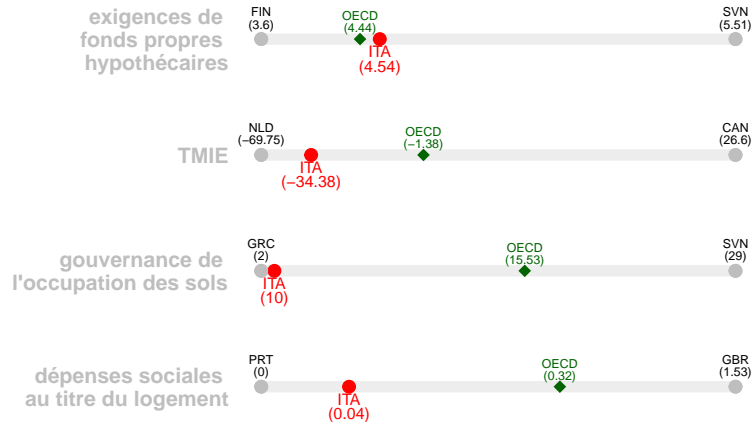 exigences de
fonds propres
hypothécaires
FIN
(3.6)
OECD
(4.44)
ITA
(4.54)
SVN
(5.51)
TMIE
NLD
(−69.75)
ITA
(−34.38)
OECD
(−1.38)
CAN
(26.6)
gouvernance de
l'occupation des sols
GRC
(2)
ITA
(10)
OECD
(15.53)
SVN
(29)
dépenses sociales
au titre du logement
PRT
(0)
ITA
(0.04)
OECD
(0.32)
GBR
(1.53)